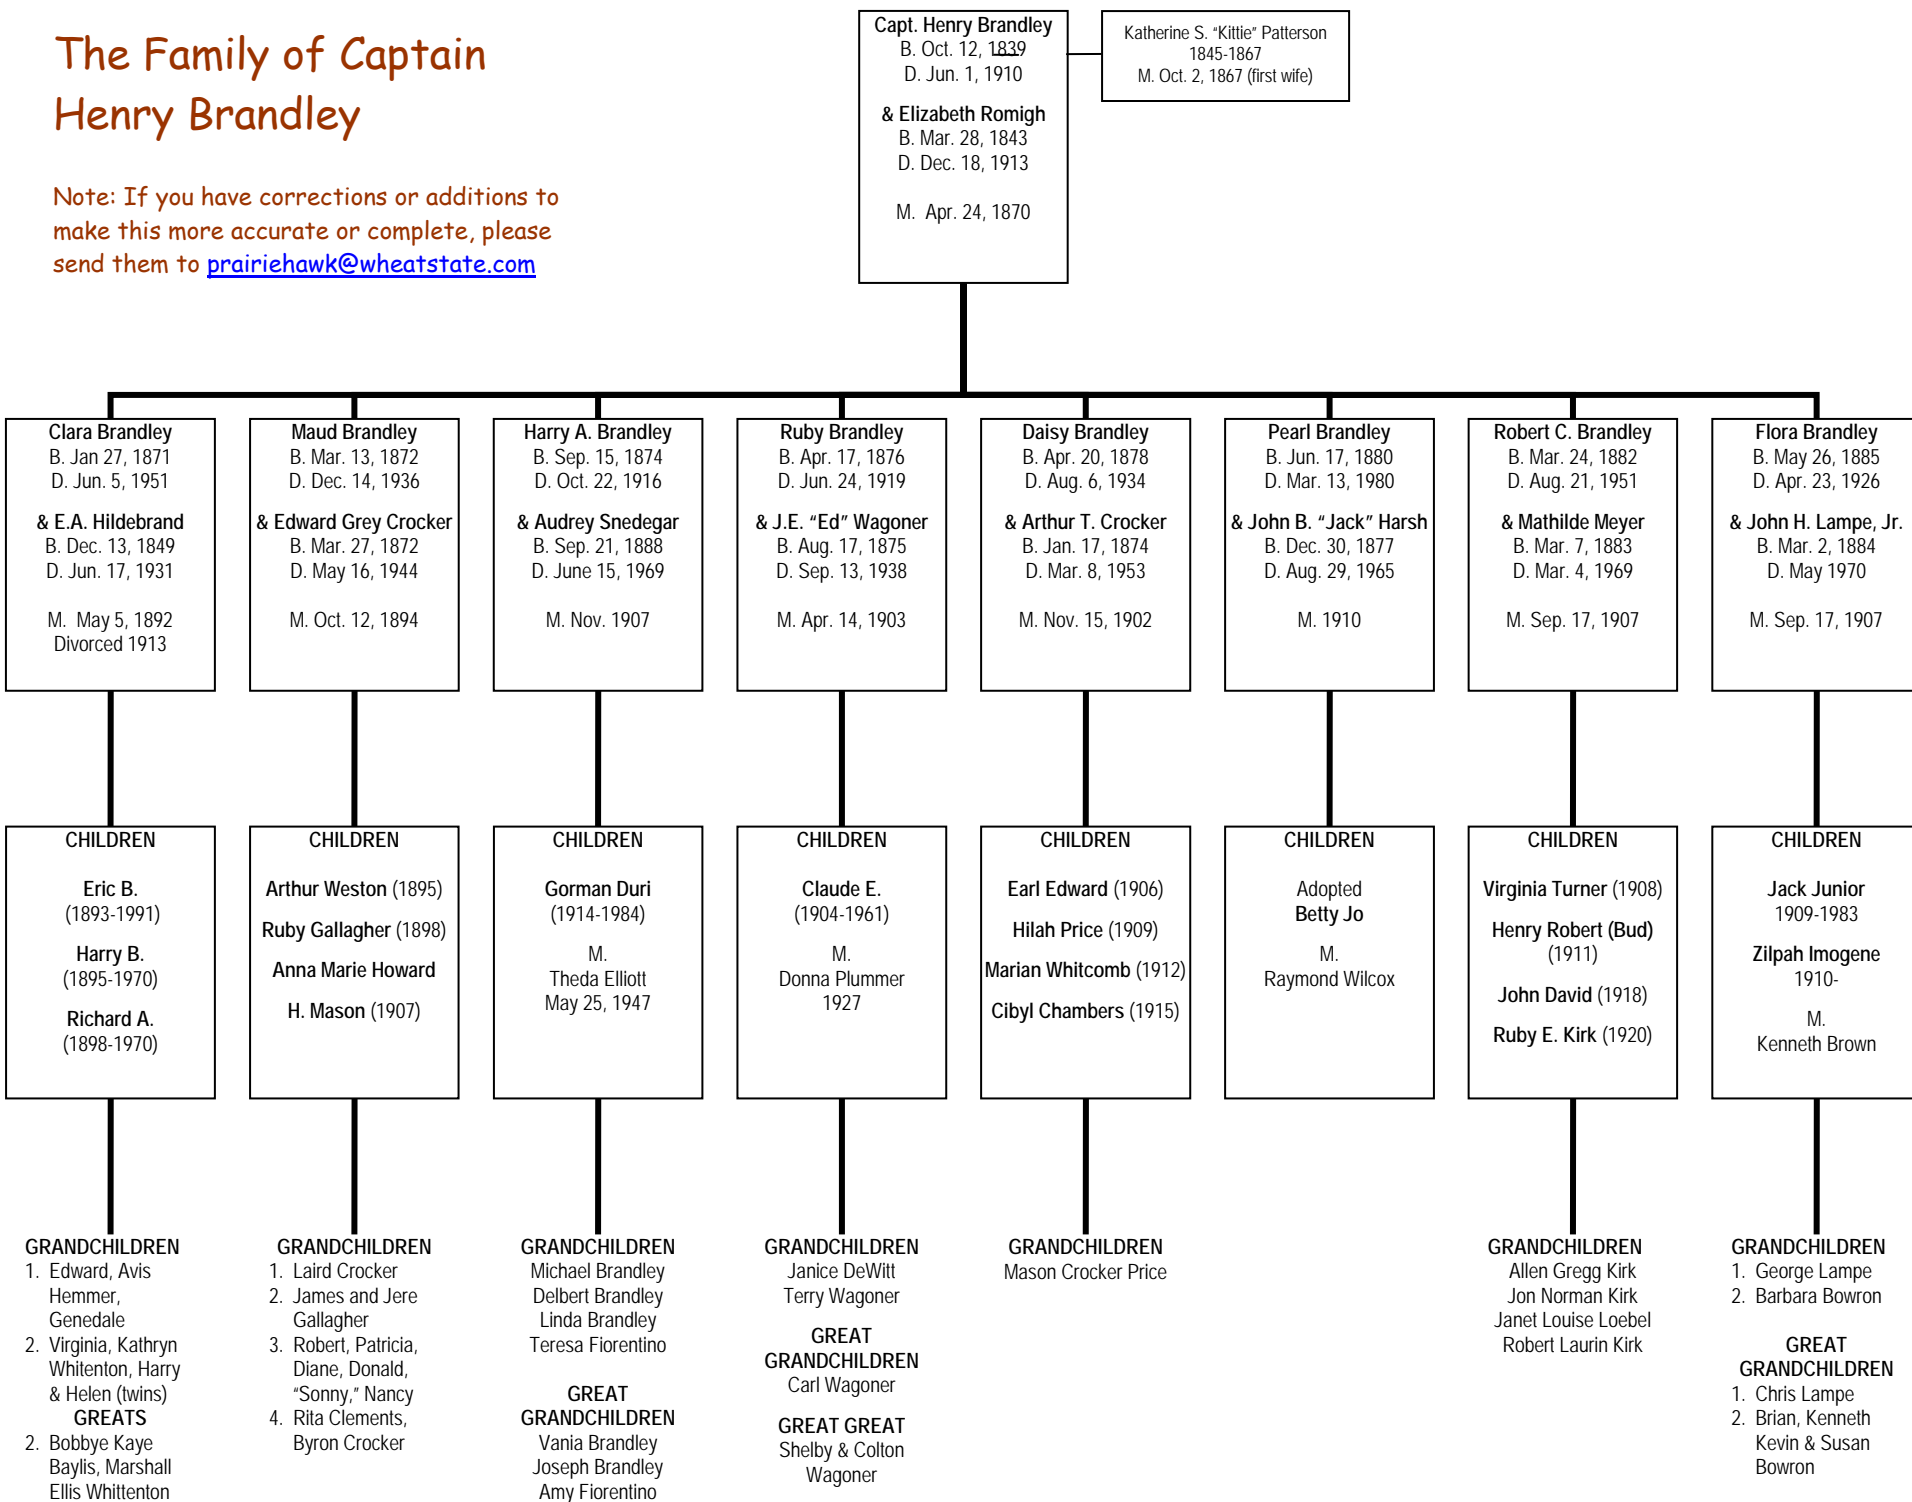 The Family of Captain
Henry Brandley
Note: If you have corrections or additions to
make this more accurate or complete, please
send them to prairiehawk@wheatstate.com
Capt. Henry Brandley
B. Oct. 12, 1839
D. Jun. 1, 1910
& Elizabeth Romigh
B. Mar. 28, 1843
D. Dec. 18, 1913
M. Apr. 24, 1870
Katherine S. “Kittie” Patterson
1845-1867
M. Oct. 2, 1867 (first wife)
Clara Brandley
B. Jan 27, 1871
D. Jun. 5, 1951
& E.A. Hildebrand
B. Dec. 13, 1849
D. Jun. 17, 1931
M. May 5, 1892
Divorced 1913
Maud Brandley
B. Mar. 13, 1872
D. Dec. 14, 1936
& Edward Grey Crocker
B. Mar. 27, 1872
D. May 16, 1944
M. Oct. 12, 1894
Harry A. Brandley
B. Sep. 15, 1874
D. Oct. 22, 1916
& Audrey Snedegar
B. Sep. 21, 1888
D. June 15, 1969
M. Nov. 1907
Ruby Brandley
B. Apr. 17, 1876
D. Jun. 24, 1919
& J.E. “Ed” Wagoner
B. Aug. 17, 1875
D. Sep. 13, 1938
M. Apr. 14, 1903
Daisy Brandley
B. Apr. 20, 1878
D. Aug. 6, 1934
& Arthur T. Crocker
B. Jan. 17, 1874
D. Mar. 8, 1953
M. Nov. 15, 1902
Pearl Brandley
B. Jun. 17, 1880
D. Mar. 13, 1980
& John B. “Jack” Harsh
B. Dec. 30, 1877
D. Aug. 29, 1965
M. 1910
Robert C. Brandley
B. Mar. 24, 1882
D. Aug. 21, 1951
& Mathilde Meyer
B. Mar. 7, 1883
D. Mar. 4, 1969
M. Sep. 17, 1907
Flora Brandley
B. May 26, 1885
D. Apr. 23, 1926
& John H. Lampe, Jr.
B. Mar. 2, 1884
D. May 1970
M. Sep. 17, 1907
CHILDREN
Eric B.
(1893-1991)
Harry B.
(1895-1970)
Richard A.
(1898-1970)
CHILDREN
Arthur Weston (1895)
Ruby Gallagher (1898)
Anna Marie Howard
H. Mason (1907)
CHILDREN
Gorman Duri
(1914-1984)
M.
Theda Elliott
May 25, 1947
CHILDREN
Claude E.
(1904-1961)
M.
Donna Plummer
1927
CHILDREN
Earl Edward (1906)
Hilah Price (1909)
Marian Whitcomb (1912)
Cibyl Chambers (1915)
CHILDREN
Adopted
Betty Jo
M.
Raymond Wilcox
CHILDREN
Virginia Turner (1908)
Henry Robert (Bud)
(1911)
John David (1918)
Ruby E. Kirk (1920)
CHILDREN
Jack Junior
1909-1983
Zilpah Imogene
1910-
M.
Kenneth Brown
GRANDCHILDREN
1. Edward, Avis
Hemmer,
Genedale
2. Virginia, Kathryn
Whitenton, Harry
& Helen (twins)
GREATS
2. Bobbye Kaye
Baylis, Marshall
Ellis Whittenton
GRANDCHILDREN
1. Laird Crocker
2. James and Jere
Gallagher
3. Robert, Patricia,
Diane, Donald,
“Sonny,” Nancy
4. Rita Clements,
Byron Crocker
GRANDCHILDREN
Michael Brandley
Delbert Brandley
Linda Brandley
Teresa Fiorentino
GREAT
GRANDCHILDREN
Vania Brandley
Joseph Brandley
Amy Fiorentino
GRANDCHILDREN
Janice DeWitt
Terry Wagoner
GREAT
GRANDCHILDREN
Carl Wagoner
GREAT GREAT
Shelby & Colton
Wagoner
GRANDCHILDREN
Mason Crocker Price
GRANDCHILDREN
Allen Gregg Kirk
Jon Norman Kirk
Janet Louise Loebel
Robert Laurin Kirk
GRANDCHILDREN
1. George Lampe
2. Barbara Bowron
GREAT
GRANDCHILDREN
1. Chris Lampe
2. Brian, Kenneth
Kevin & Susan
Bowron